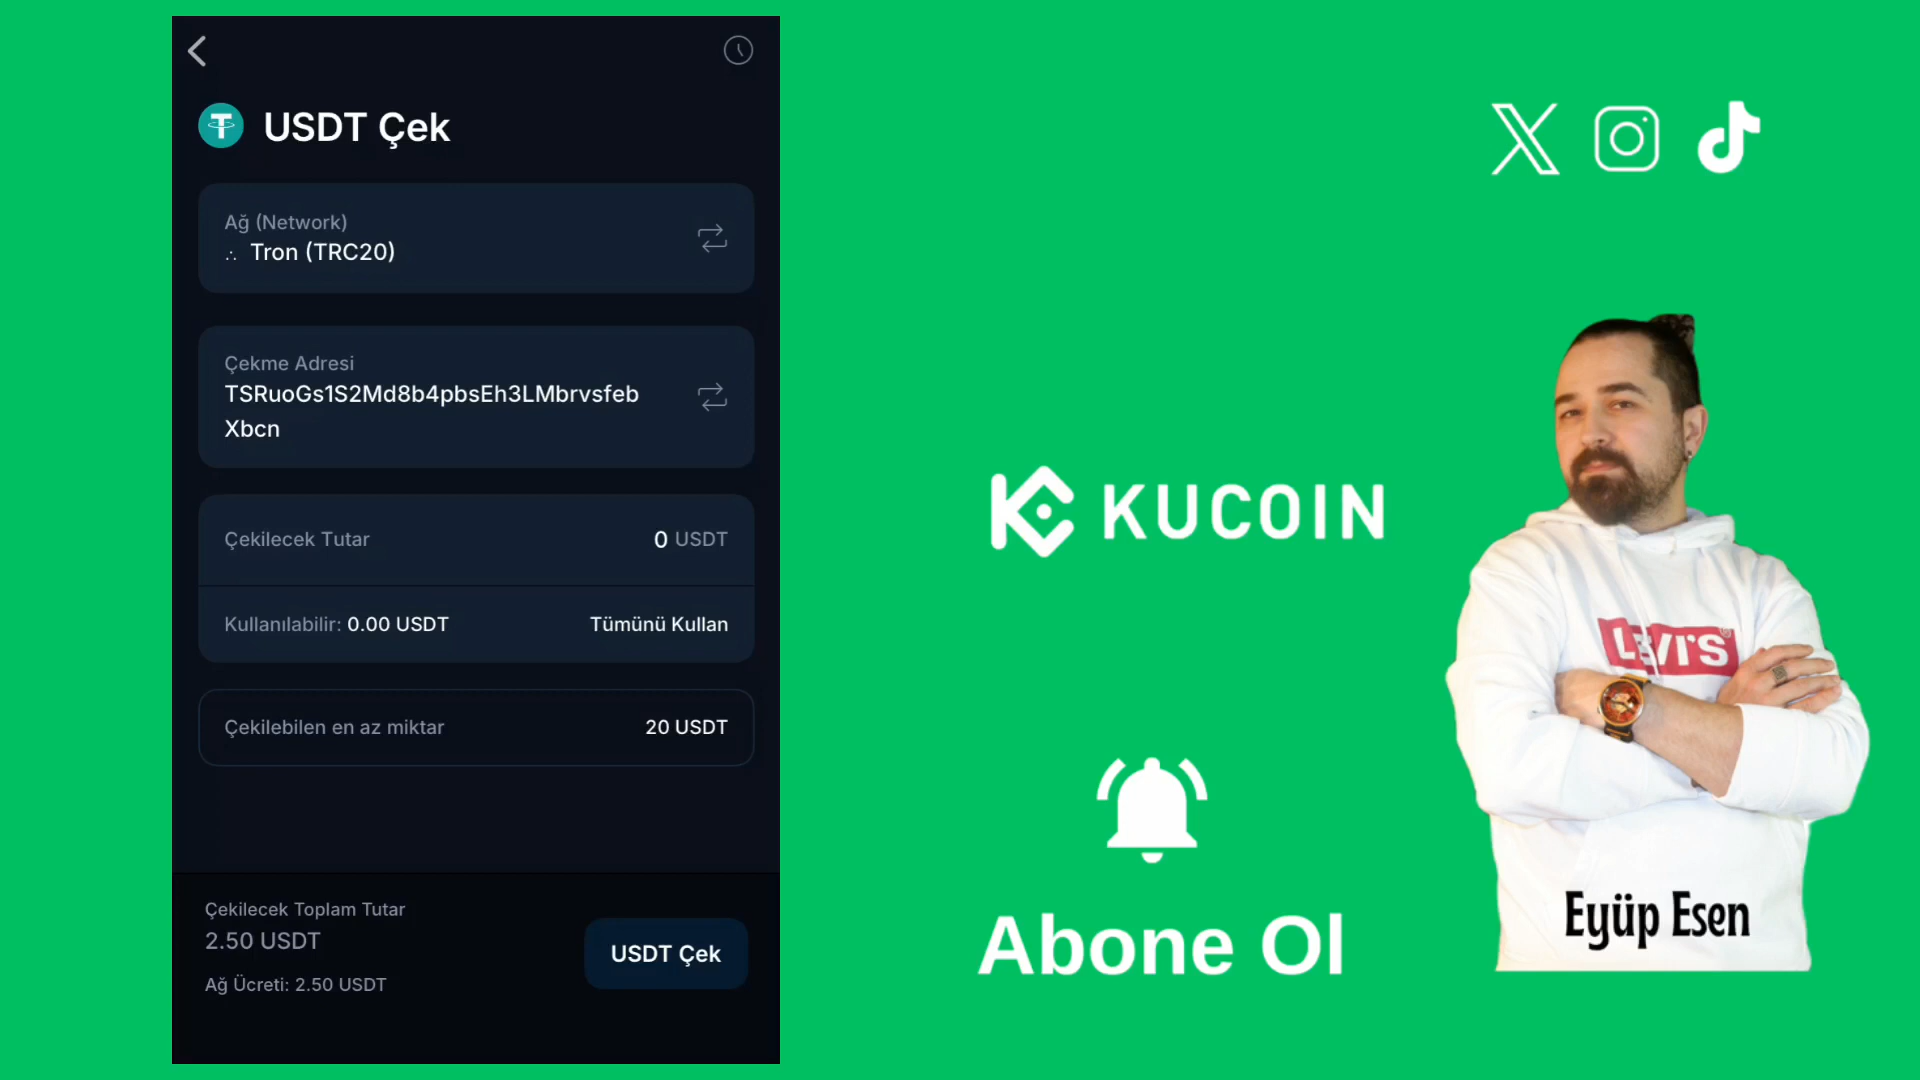 USDT Çek
Ağ (Network)
Tron (TRC20)
Çekme Adresi
TSRuoGs1S2Md8b4pbsEh3LMbrvsfeb
Xbcn
Çekilecek Tutar 0 USDT
Kullanılabilir: 0.00 USDT Tümünü Kullan
Çekilebilen en az miktar 20 USDT
Çekilecek Toplam Tutar
2.50 USDT
USDT Çek
Ağ Ücreti: 2.50 USDT
KUCOIN
Abone Ol
LEVI'S®
Eyüp Esen